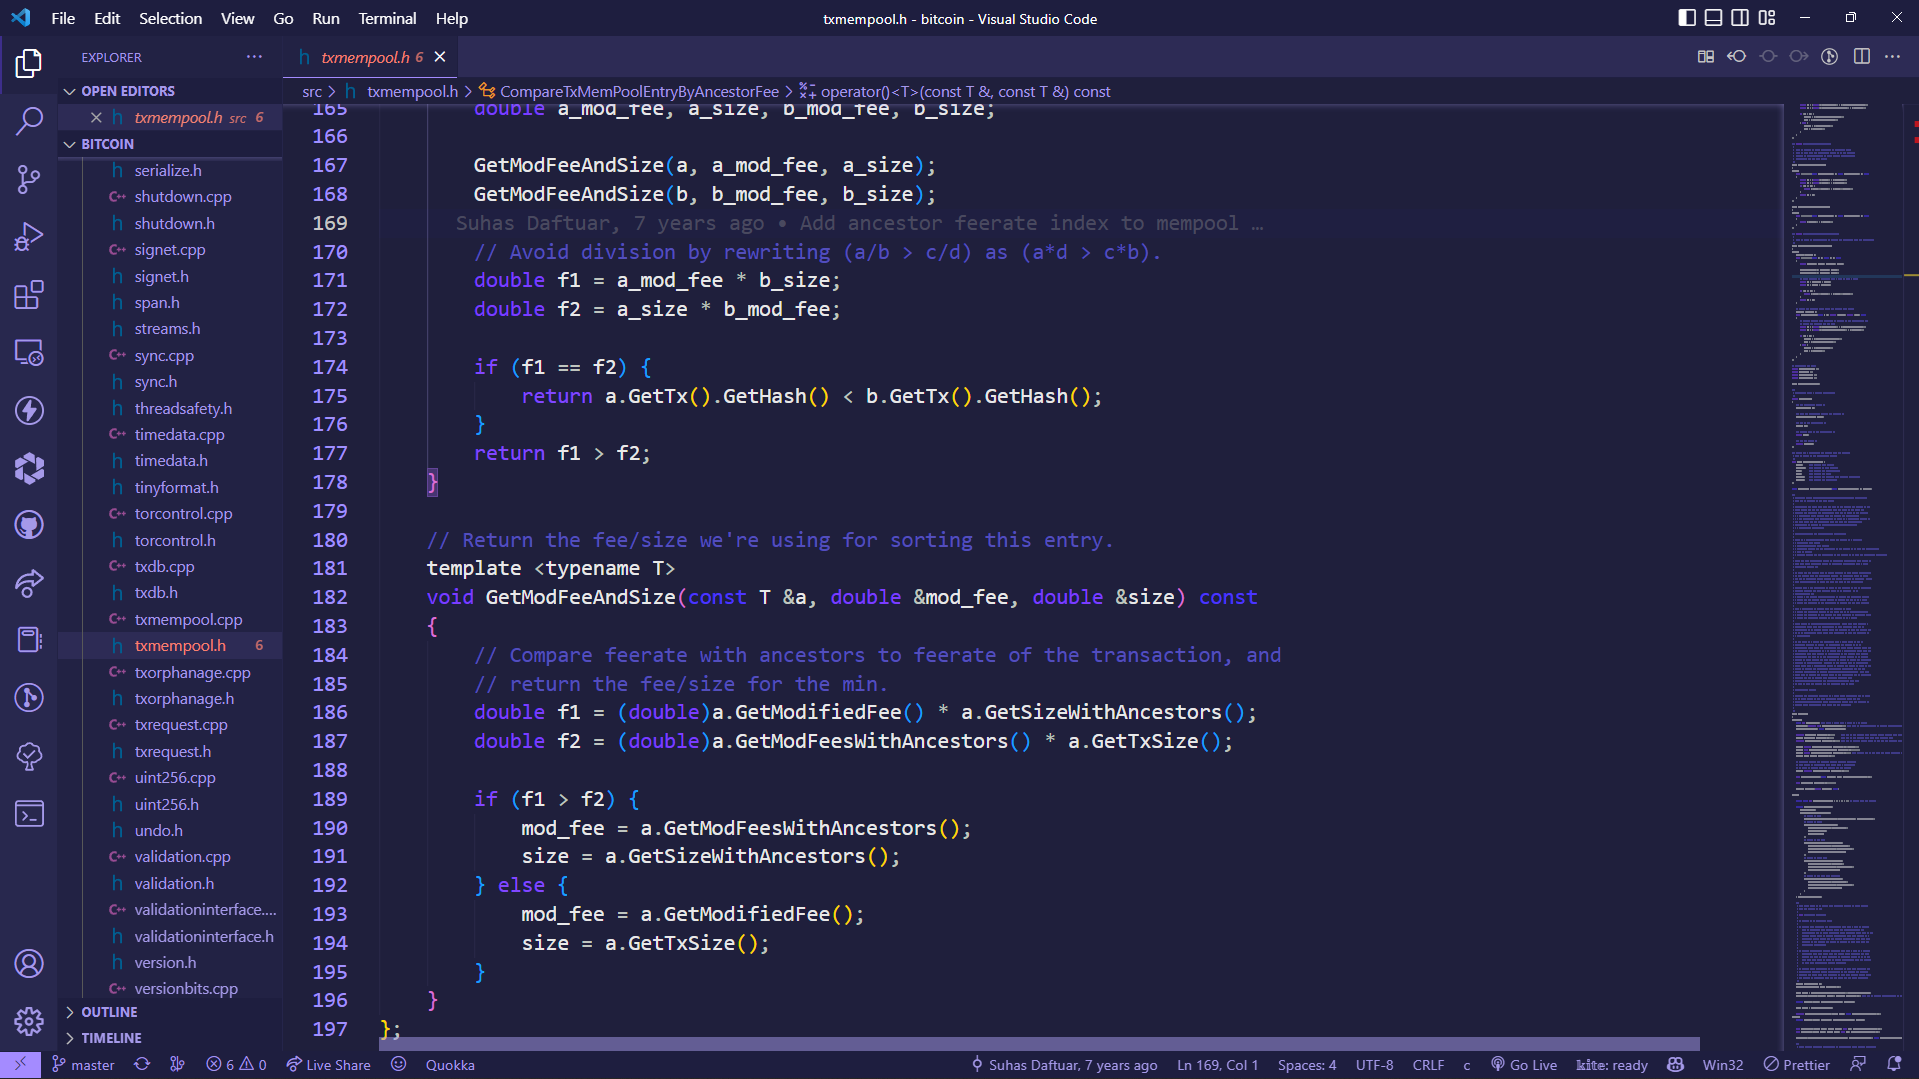 File Edit Selection View Go Run Terminal Help
txmempool.h - bitcoin - Visual Studio Code
EXPLORER
OPEN EDITORS
txmempool.h src 6
BITCOIN
serialize.h
shutdown.cpp
shutdown.h
signet.cpp
signet.h
span.h
streams.h
sync.cpp
sync.h
threadsafety.h
timedata.cpp
timedata.h
tinyformat.h
torcontrol.cpp
torcontrol.h
txdb.cpp
txdb.h
txmempool.cpp
txmempool.h 6
txorphanage.cpp
txorphanage.h
txrequest.cpp
txrequest.h
uint256.cpp
uint256.h
undo.h
validation.cpp
validation.h
validationinterface....
validationinterface.h
version.h
versionbits.cpp
OUTLINE
TIMELINE
txmempool.h 6
src > txmempool.h > CompareTxMemPoolEntryByAncestorFee > operator()<T>(const T &, const T &) const
165 double a_mod_fee, a_size, b_mod_fee, b_size;
166
167 GetModFeeAndSize(a, a_mod_fee, a_size);
168 GetModFeeAndSize(b, b_mod_fee, b_size);
169 Suhas Daftuar, 7 years ago • Add ancestor feerate index to mempool …
170 // Avoid division by rewriting (a/b > c/d) as (a*d > c*b).
171 double f1 = a_mod_fee * b_size;
172 double f2 = a_size * b_mod_fee;
173
174 if (f1 == f2) {
175 return a.GetTx().GetHash() < b.GetTx().GetHash();
176 }
177 return f1 > f2;
178 }
179
180 // Return the fee/size we're using for sorting this entry.
181 template <typename T>
182 void GetModFeeAndSize(const T &a, double &mod_fee, double &size) const
183 {
184 // Compare feerate with ancestors to feerate of the transaction, and
185 // return the fee/size for the min.
186 double f1 = (double)a.GetModifiedFee() * a.GetSizeWithAncestors();
187 double f2 = (double)a.GetModFeesWithAncestors() * a.GetTxSize();
188
189 if (f1 > f2) {
190 mod_fee = a.GetModFeesWithAncestors();
191 size = a.GetSizeWithAncestors();
192 } else {
193 mod_fee = a.GetModifiedFee();
194 size = a.GetTxSize();
195 }
196 }
197 };
master 6 0 Live Share Quokka Suhas Daftuar, 7 years ago Ln 169, Col 1 Spaces: 4 UTF-8 CRLF c Go Live kite: ready Win32 Prettier